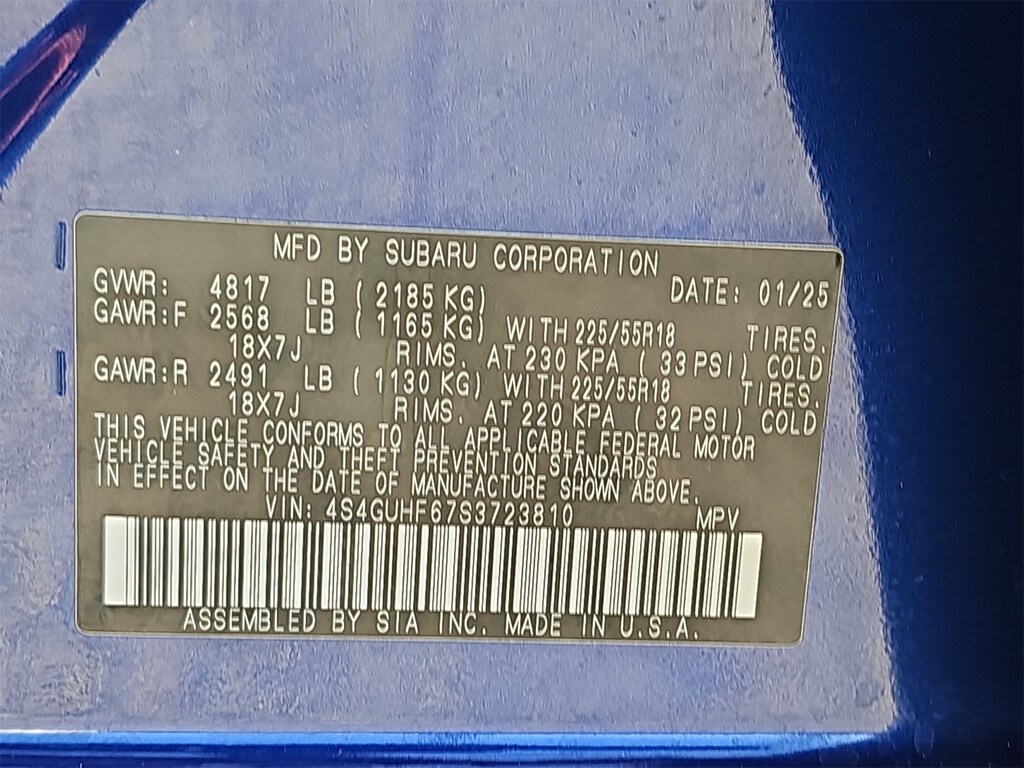 MFD BY SUBARU CORPORATION
GVWR: 4817 LB ( 2185 KG) DATE: 01/25
GAWR:F 2568 LB ( 1165 KG) WITH 225/55R18 TIRES.
18X7J RIMS. AT 230 KPA ( 33 PSI) COLD
GAWR:R 2491 LB ( 1130 KG) WITH 225/55R18 TIRES.
18X7J RIMS. AT 220 KPA ( 32 PSI) COLD
THIS VEHICLE CONFORMS TO ALL APPLICABLE FEDERAL MOTOR
VEHICLE SAFETY AND THEFT PREVENTION STANDARDS
IN EFFECT ON THE DATE OF MANUFACTURE SHOWN ABOVE.
VIN: 4S4GUHF67S3723810 MPV
ASSEMBLED BY SIA INC. MADE IN U.S.A.